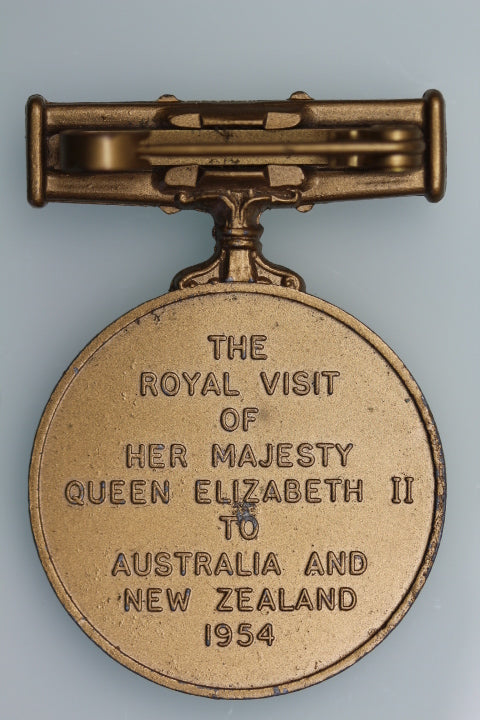 THE
ROYAL VISIT
OF
HER MAJESTY
QUEEN ELIZABETH II
TO
AUSTRALIA AND
NEW ZEALAND
1954